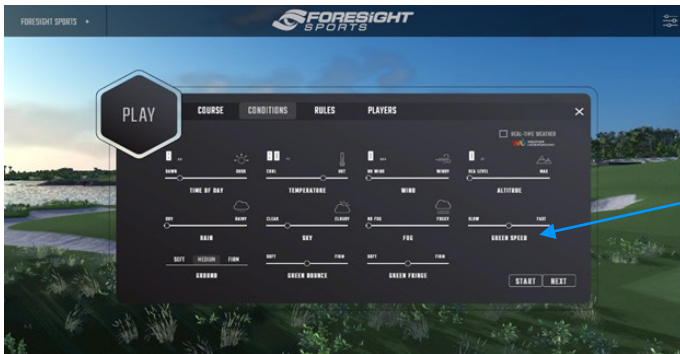 FORESIGHT SPORTS
FORESIGHT
SPORTS
PLAY
COURSE CONDITIONS RULES PLAYERS
REAL-TIME WEATHER
DAWN DUSK COOL HOT NO WIND WINDY SEA LEVEL MAX
TIME OF DAY TEMPERATURE WIND ALTITUDE
DRY RAINY CLEAR CLOUDY NO FOG FOGGY SLOW FAST
RAIN SKY FOG GREEN SPEED
SOFT MEDIUM FIRM SOFT FIRM SOFT FIRM
GROUND GREEN BOUNCE GREEN FRINGE
START NEXT